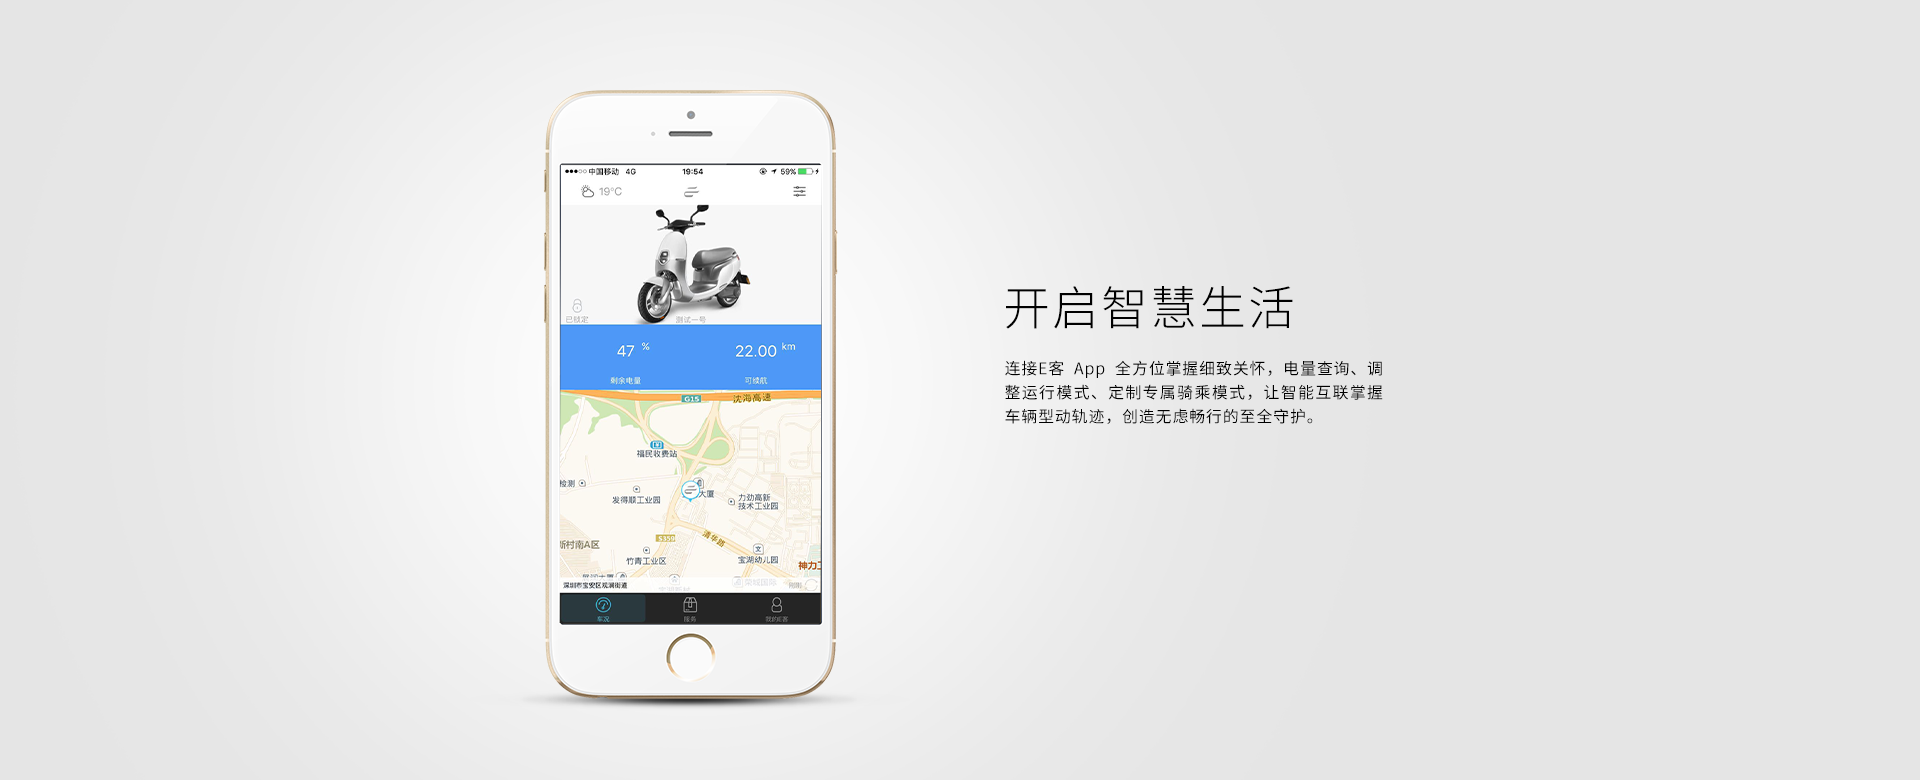 中国移动 4G 19:54 59%
19°C
已锁定
测试一号
47 % 22.00 km
剩余电量 可续航
G15 沈海高速
福民收费站
检测
发得顺工业园
大厦
力劲高新
技术工业园
S359
清华路
新村南A区
竹青工业区
宝湖幼儿园
神力工
深圳市宝安区观澜街道
车况 服务 我的E客
开启智慧生活
连接E客 App 全方位掌握细致关怀，电量查询、调
整运行模式、定制专属骑乘模式，让智能互联掌握
车辆型动轨迹，创造无虑畅行的至全守护。